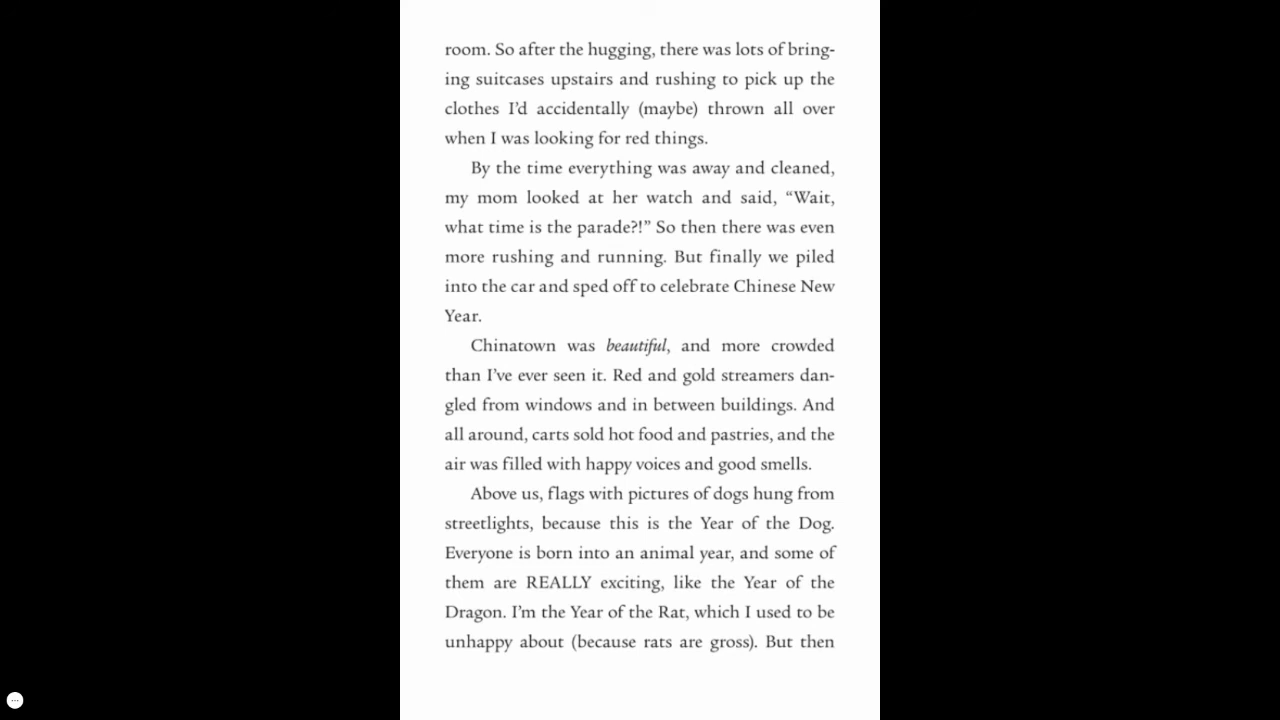 room. So after the hugging, there was lots of bring-
ing suitcases upstairs and rushing to pick up the
clothes I’d accidentally (maybe) thrown all over
when I was looking for red things.
By the time everything was away and cleaned,
my mom looked at her watch and said, “Wait,
what time is the parade?!” So then there was even
more rushing and running. But finally we piled
into the car and sped off to celebrate Chinese New
Year.
Chinatown was beautiful, and more crowded
than I’ve ever seen it. Red and gold streamers dan-
gled from windows and in between buildings. And
all around, carts sold hot food and pastries, and the
air was filled with happy voices and good smells.
Above us, flags with pictures of dogs hung from
streetlights, because this is the Year of the Dog.
Everyone is born into an animal year, and some of
them are REALLY exciting, like the Year of the
Dragon. I’m the Year of the Rat, which I used to be
unhappy about (because rats are gross). But then